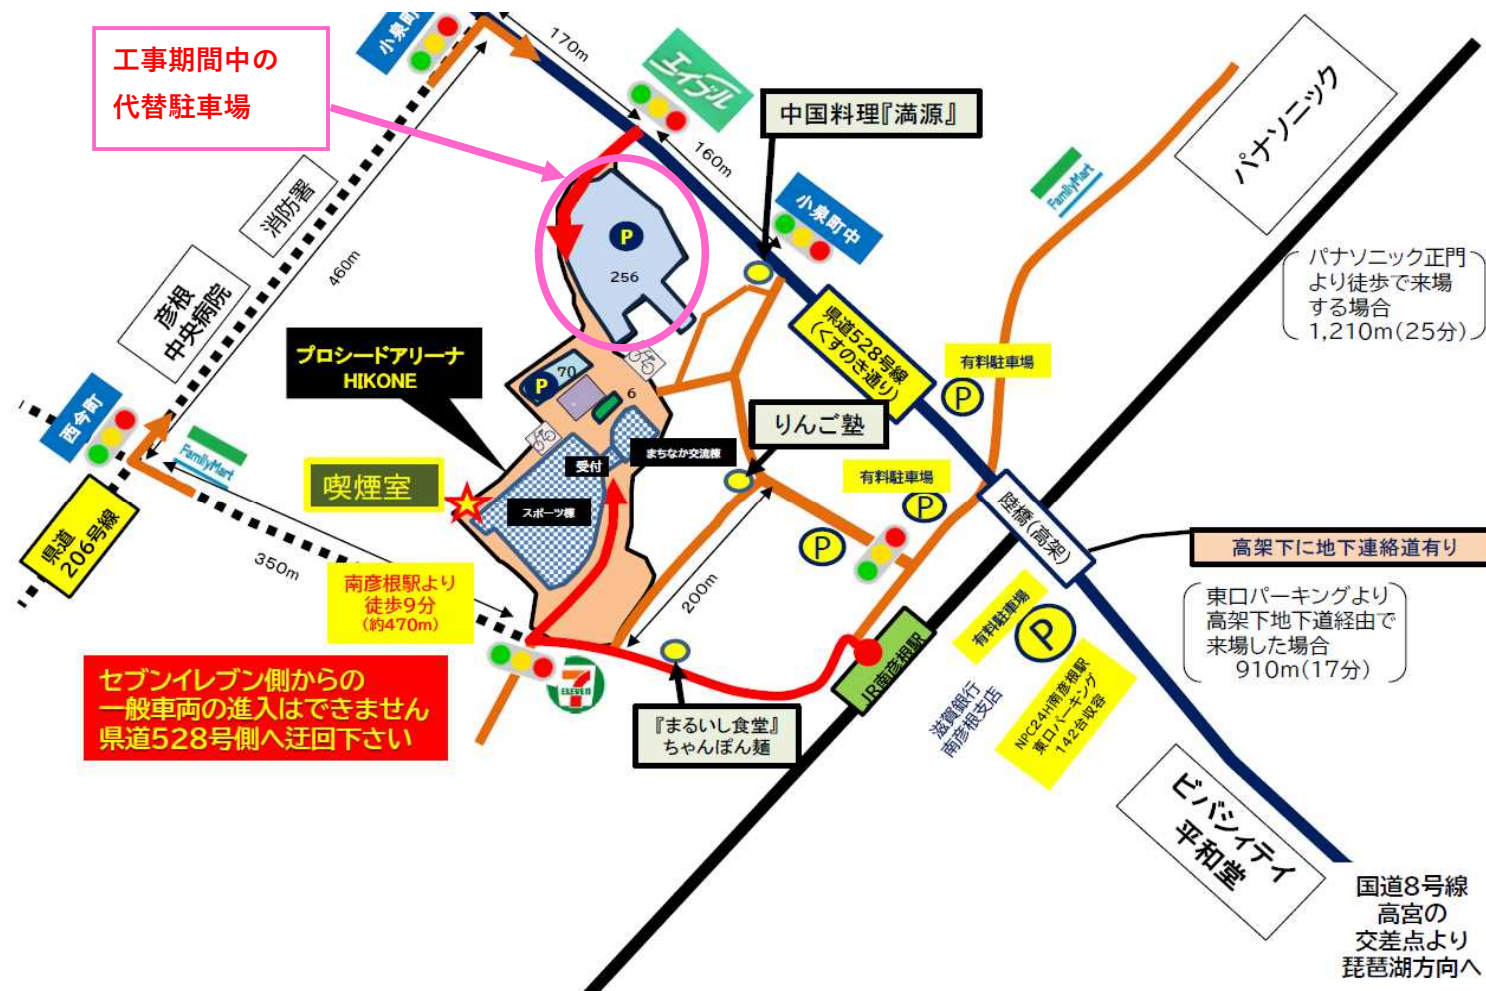 工事期間中の
代替駐車場
小泉町
170m
エイブル
中国料理『満源』
160m
小泉町中
パナソニック
FamilyMart
消防署
460m
彦根
中央病院
P
256
パナソニック正門
より徒歩で来場
する場合
1,210m(25分)
県道528号線
(くすのき通り)
プロシードアリーナ
HIKONE
P
70
6
有料駐車場
P
西今町
FamilyMart
りんご塾
まちなか交流棟
受付
有料駐車場
P
P
喫煙室
スポーツ棟
陸橋(高架)
県道
206号線
350m
高架下に地下連絡道有り
南彦根駅より
徒歩9分
(約470m)
200m
有料駐車場
P
東口パーキングより
高架下地下道経由で
来場した場合
910m(17分)
JR南彦根駅
7
ELEVEN
セブンイレブン側からの
一般車両の進入はできません
県道528号側へ迂回下さい
『まるいし食堂』
ちゃんぽん麺
滋賀銀行
南彦根支店
NPC24H南彦根駅
東口パーキング
142台収容
ビバシティ
平和堂
国道8号線
高宮の
交差点より
琵琶湖方向へ